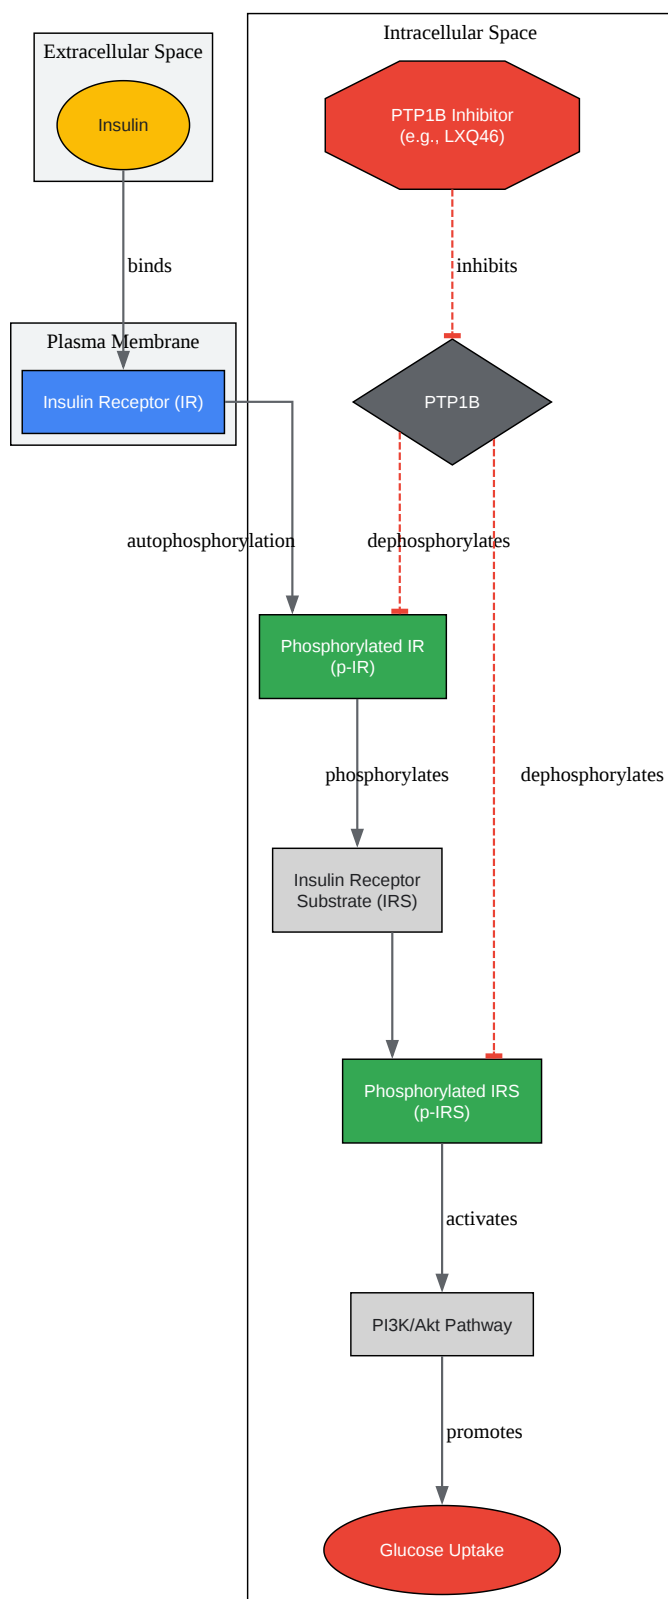 Extracellular Space
Intracellular Space
Insulin
PTP1B Inhibitor
(e.g., LXQ46)
binds
inhibits
Plasma Membrane
Insulin Receptor (IR)
PTP1B
autophosphorylation
dephosphorylates
Phosphorylated IR
(p-IR)
phosphorylates
dephosphorylates
Insulin Receptor
Substrate (IRS)
Phosphorylated IRS
(p-IRS)
activates
PI3K/Akt Pathway
promotes
Glucose Uptake